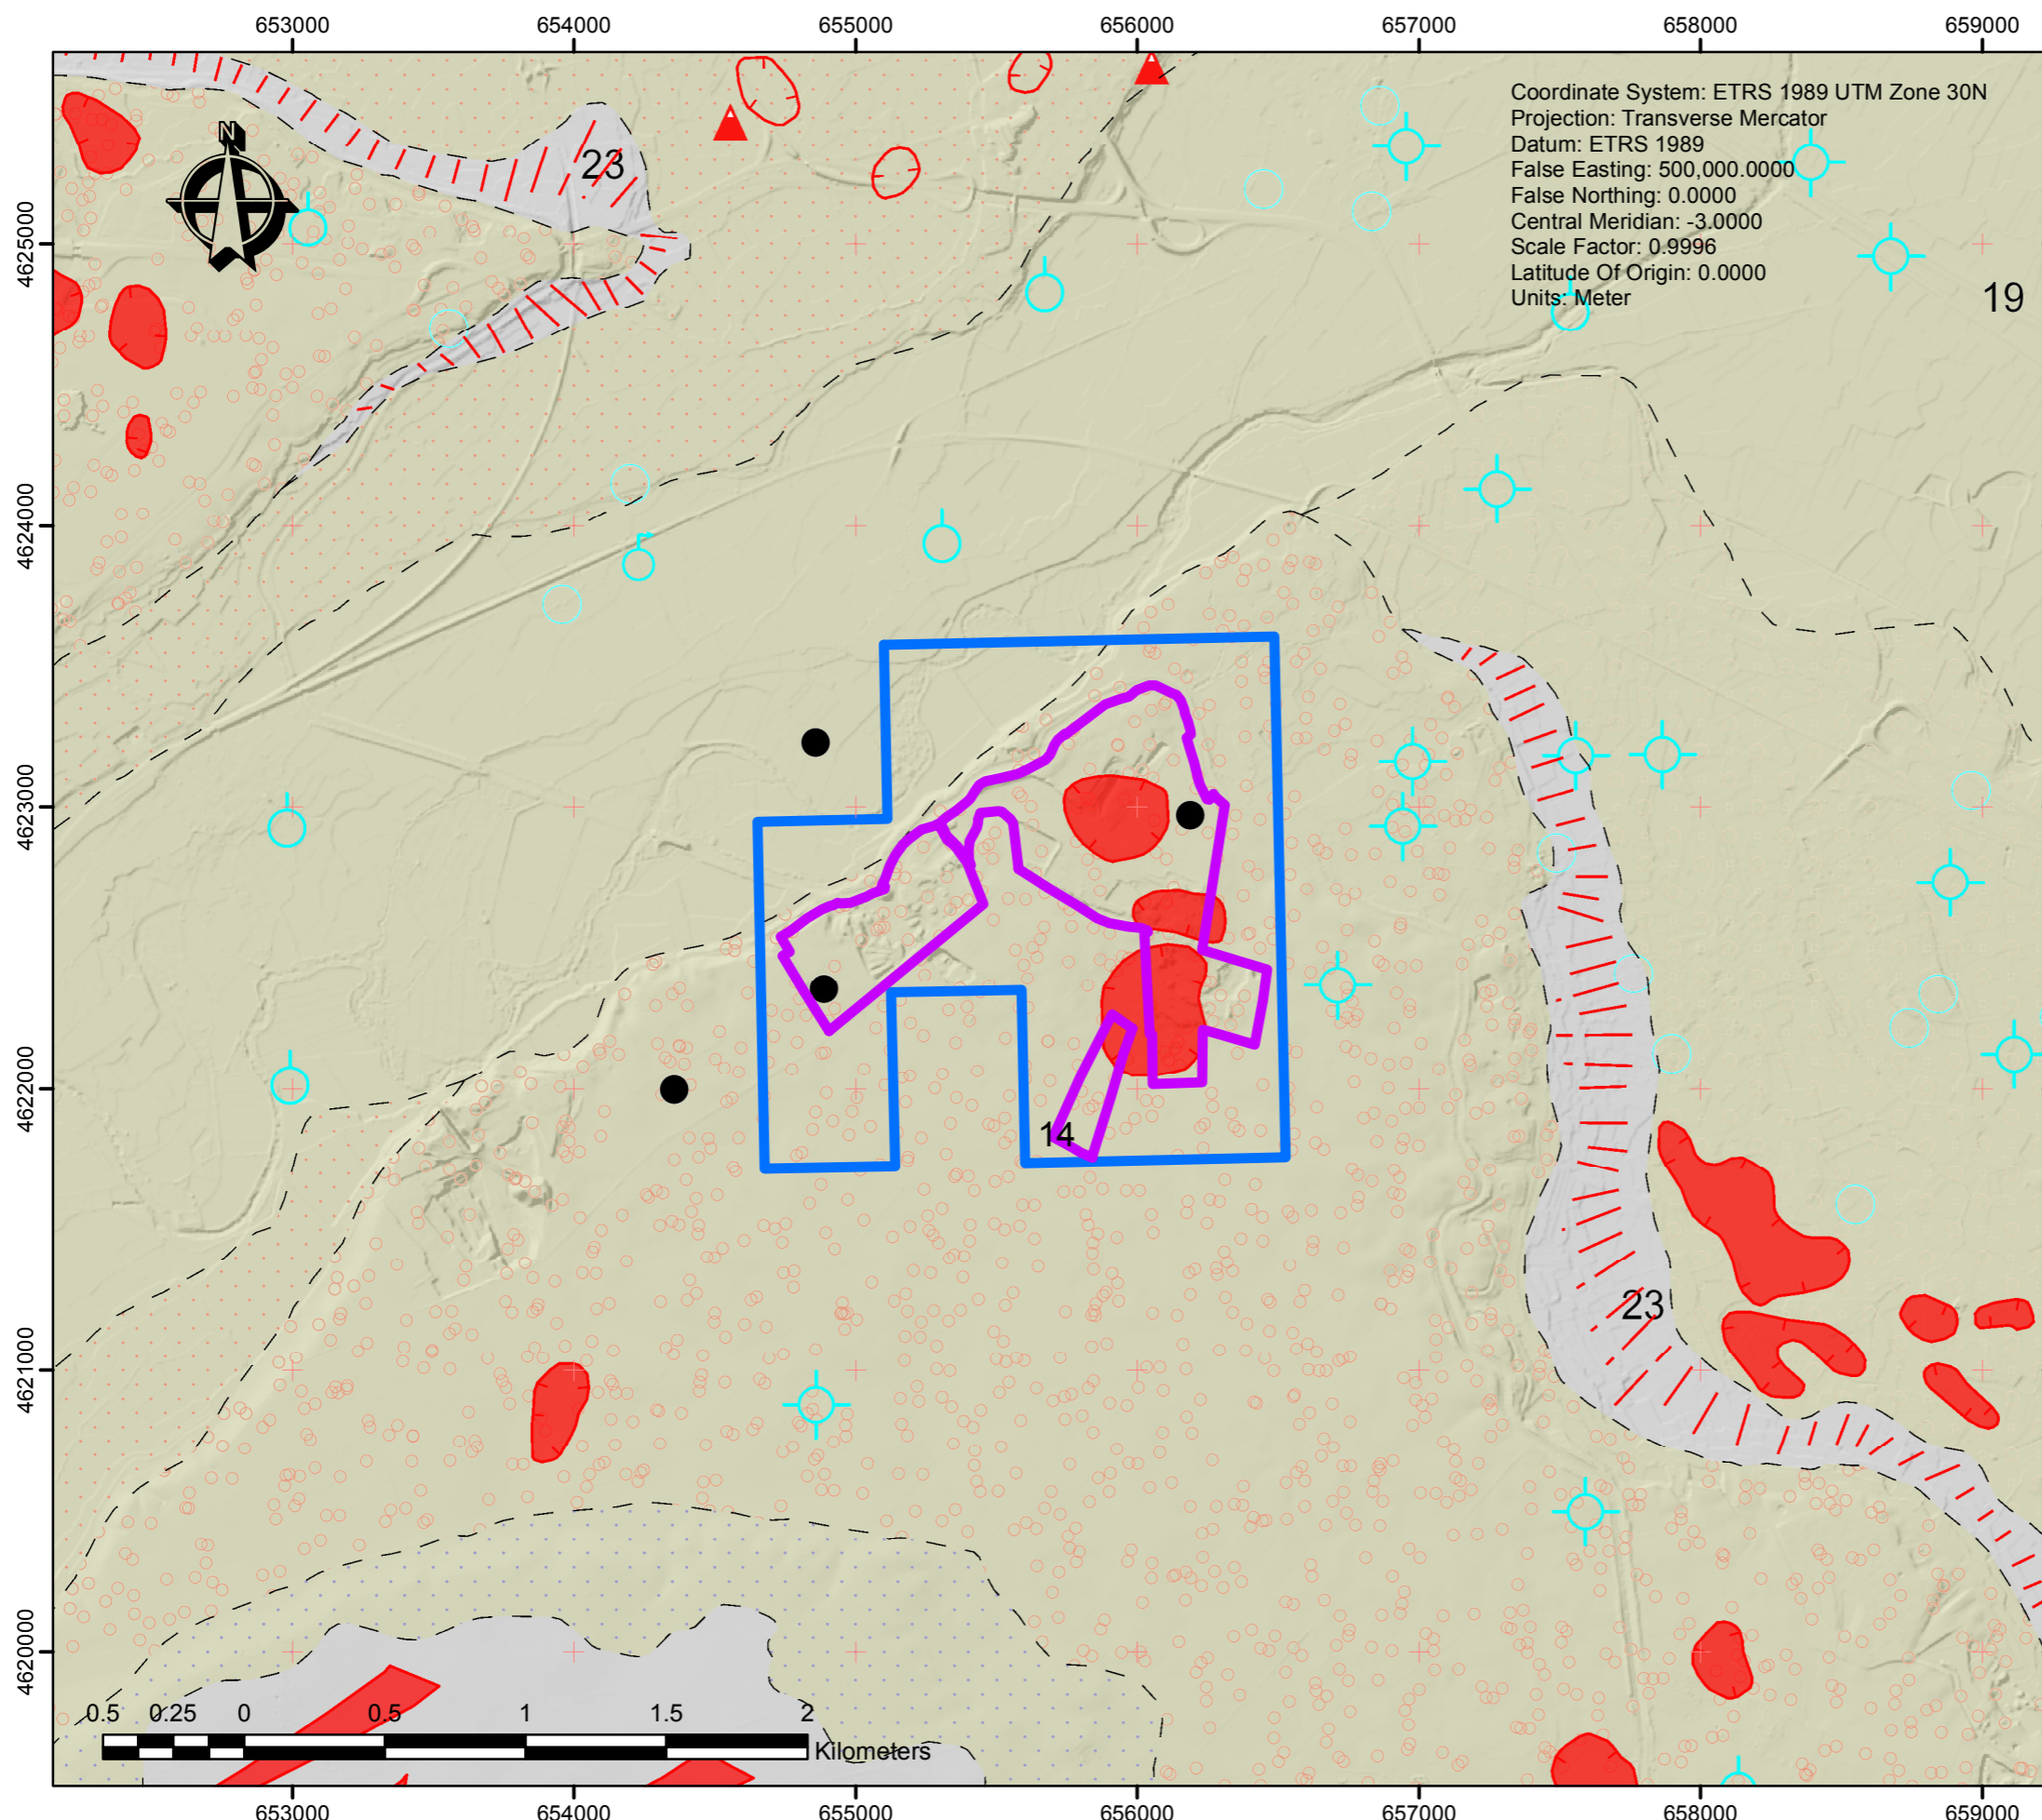 653000 654000 655000 656000 657000 658000 659000
Coordinate System: ETRS 1989 UTM Zone 30N
Projection: Transverse Mercator
Datum: ETRS 1989
False Easting: 500,000.0000
False Northing: 0.0000
Central Meridian: -3.0000
Scale Factor: 0.9996
Latitude Of Origin: 0.0000
Units: Meter
N
23
19
4625000
4624000
4623000
4622000
14
23
4621000
4620000
0.5 0.25 0 0.5 1 1.5 2
Kilometers
653000 654000 655000 656000 657000 658000 659000